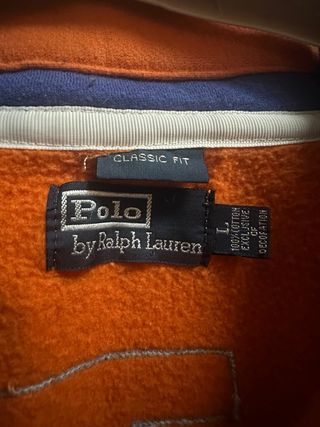 CLASSIC FIT
Polo
by Ralph Lauren
L
100% COTTON
EXCLUSIVE
OF
DECORATION